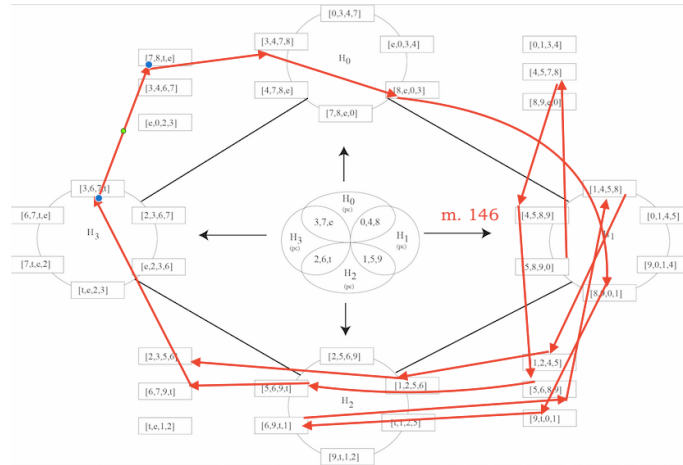 [0,3,4,7]
[3,4,7,8]
[e,0,3,4]
[0,1,3,4]
[7,8,t,e]
H0
[4,5,7,8]
[3,4,6,7]
[4,7,8,e]
[8,e,0,3]
[8,9,e,0]
[e,0,2,3]
[7,8,e,0]
[3,6,7,t]
[1,4,5,8]
H0
(pc)
[6,7,t,e]
[2,3,6,7]
3,7,e
0,4,8
m. 146
[4,5,8,9]
[0,1,4,5]
H3
H3
(pc)
H1
(pc)
H1
[7,t,e,2]
[e,2,3,6]
2,6,t
1,5,9
[5,8,9,0]
[9,0,1,4]
H2
(pc)
[t,e,2,3]
[8,9,0,1]
[2,3,5,6]
[2,5,6,9]
[1,2,4,5]
[6,7,9,t]
[5,6,9,t]
[1,2,5,6]
[5,6,8,9]
H2
[t,e,1,2]
[6,9,t,1]
[t,1,2,5]
[9,t,0,1]
[9,t,1,2]